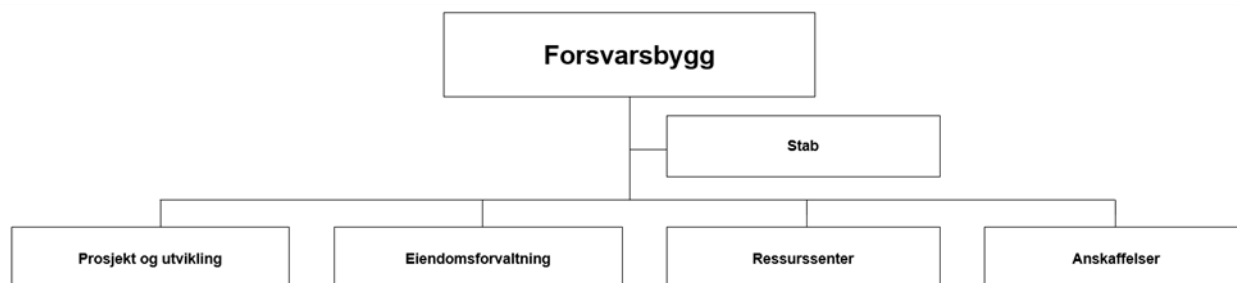 Forsvarsbygg
Stab
Prosjekt og utvikling
Eiendomsforvaltning
Ressurssenter
Anskaffelser